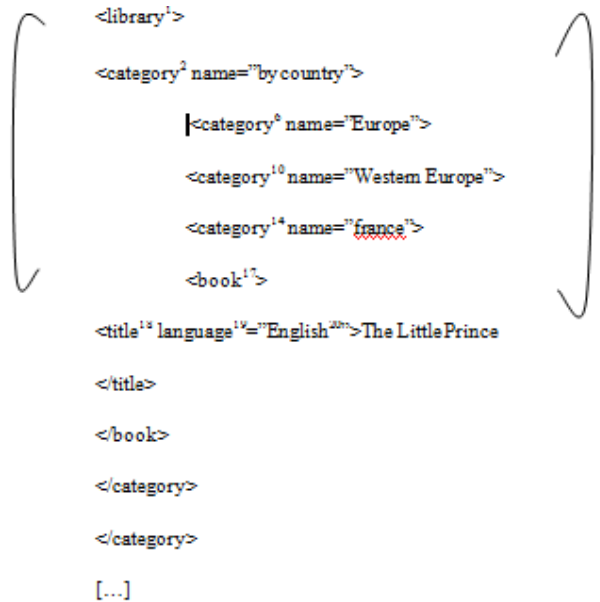 <library¹>
<category² name=”by country”>
<category⁶ name=”Europe”>
<category¹⁰ name=”Western Europe”>
<category¹⁴ name=”france”>
<book¹⁷>
<title¹⁸ language¹⁹=”English²⁰”>The Little Prince
</title>
</book>
</category>
</category>
[…]